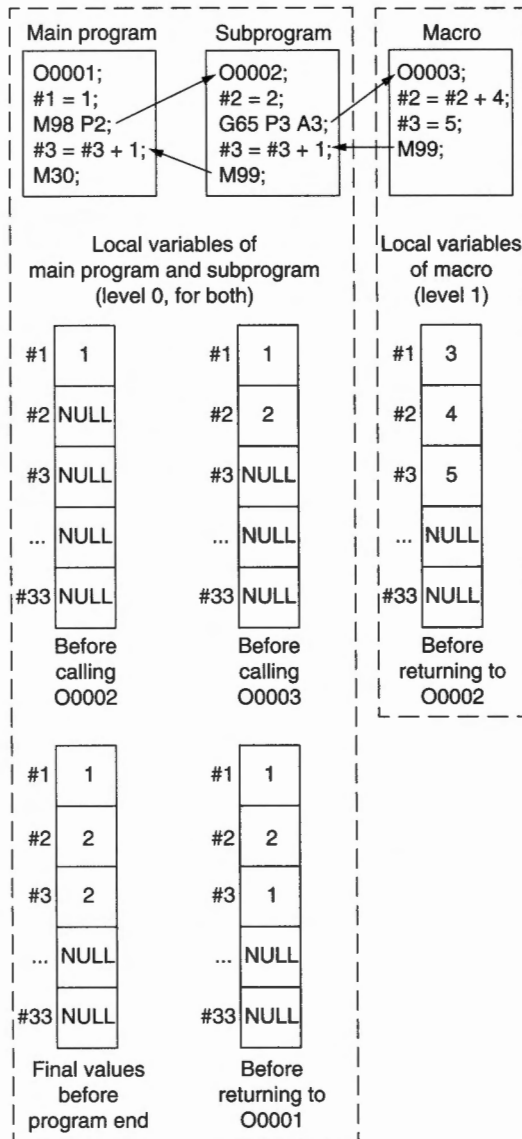 Main program
O0001;
#1 = 1;
M98 P2;
#3 = #3 + 1;
M30;
Subprogram
O0002;
#2 = 2;
G65 P3 A3;
#3 = #3 + 1;
M99;
Macro
O0003;
#2 = #2 + 4;
#3 = 5;
M99;
Local variables of
main program and subprogram
(level 0, for both)
Local variables
of macro
(level 1)
#1 1
#2 NULL
#3 NULL
... NULL
#33 NULL
Before
calling
O0002
#1 1
#2 2
#3 NULL
... NULL
#33 NULL
Before
calling
O0003
#1 3
#2 4
#3 5
... NULL
#33 NULL
Before
returning to
O0002
#1 1
#2 2
#3 2
... NULL
#33 NULL
Final values
before
program end
#1 1
#2 2
#3 1
... NULL
#33 NULL
Before
returning to
O0001